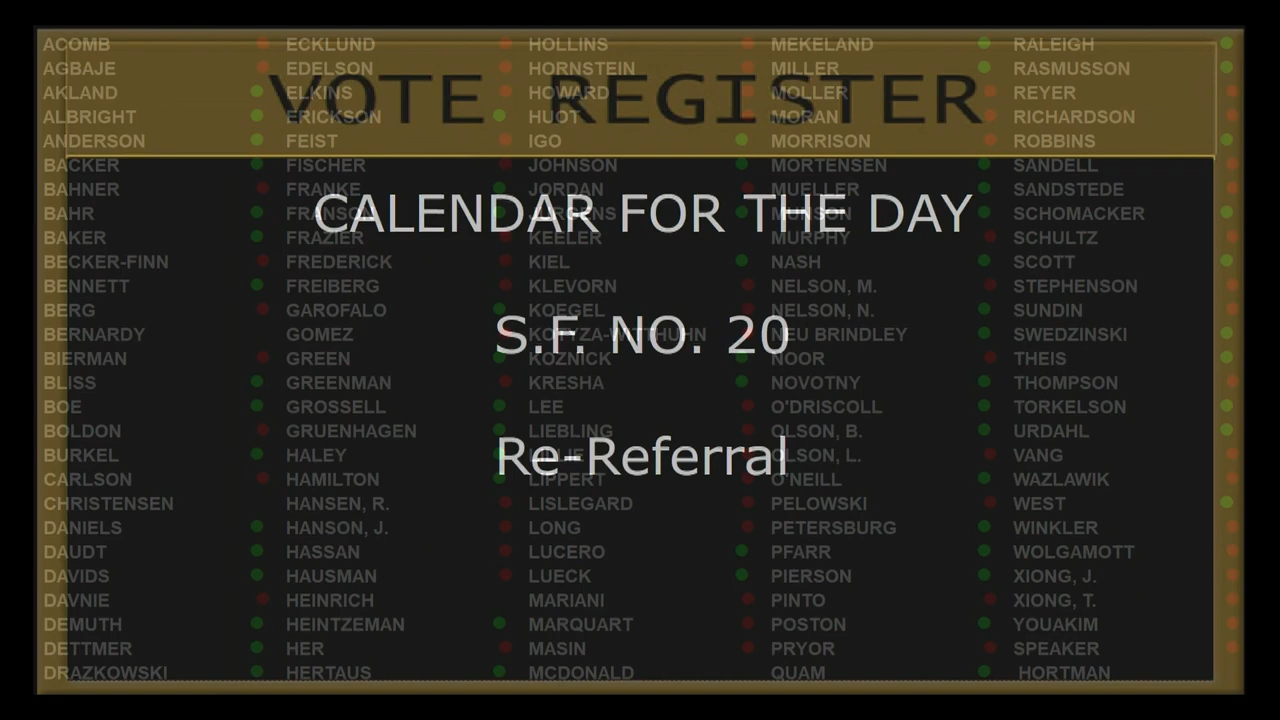 VOTE REGISTER
CALENDAR FOR THE DAY
S.F. NO. 20
Re-Referral
ACOMB
AGBAJE
AKLAND
ALBRIGHT
ANDERSON
BACKER
BAHNER
BAHR
BAKER
BECKER-FINN
BENNETT
BERG
BERNARDY
BIERMAN
BLISS
BOE
BOLDON
BURKEL
CARLSON
CHRISTENSEN
DANIELS
DAUDT
DAVIDS
DAVNIE
DEMUTH
DETTMER
DRAZKOWSKI
ECKLUND
EDELSON
ELKINS
ERICKSON
FEIST
FISCHER
FRANKE
FRANSON
FRAZIER
FREDERICK
FREIBERG
GAROFALO
GOMEZ
GREEN
GREENMAN
GROSSELL
GRUENHAGEN
HALEY
HAMILTON
HANSEN, R.
HANSON, J.
HASSAN
HAUSMAN
HEINRICH
HEINTZEMAN
HER
HERTAUS
HOLLINS
HORNSTEIN
HOWARD
HUOT
IGO
JOHNSON
JORDAN
JURGENS
KEELER
KIEL
KLEVORN
KOEGEL
KOTYZA-WITTHUHN
KOZNICK
KRESHA
LEE
LIEBLING
LILLIE
LIPPERT
LISLEGARD
LONG
LUCERO
LUECK
MARIANI
MARQUART
MASIN
MCDONALD
MEKELAND
MILLER
MOLLER
MORAN
MORRISON
MORTENSEN
MUELLER
MUNSON
MURPHY
NASH
NELSON, M.
NELSON, N.
NEU BRINDLEY
NOOR
NOVOTNY
O'DRISCOLL
OLSON, B.
OLSON, L.
O'NEILL
PELOWSKI
PETERSBURG
PFARR
PIERSON
PINTO
POSTON
PRYOR
QUAM
RALEIGH
RASMUSSON
REYER
RICHARDSON
ROBBINS
SANDELL
SANDSTEDE
SCHOMACKER
SCHULTZ
SCOTT
STEPHENSON
SUNDIN
SWEDZINSKI
THEIS
THOMPSON
TORKELSON
URDAHL
VANG
WAZLAWIK
WEST
WINKLER
WOLGAMOTT
XIONG, J.
XIONG, T.
YOUAKIM
SPEAKER
HORTMAN